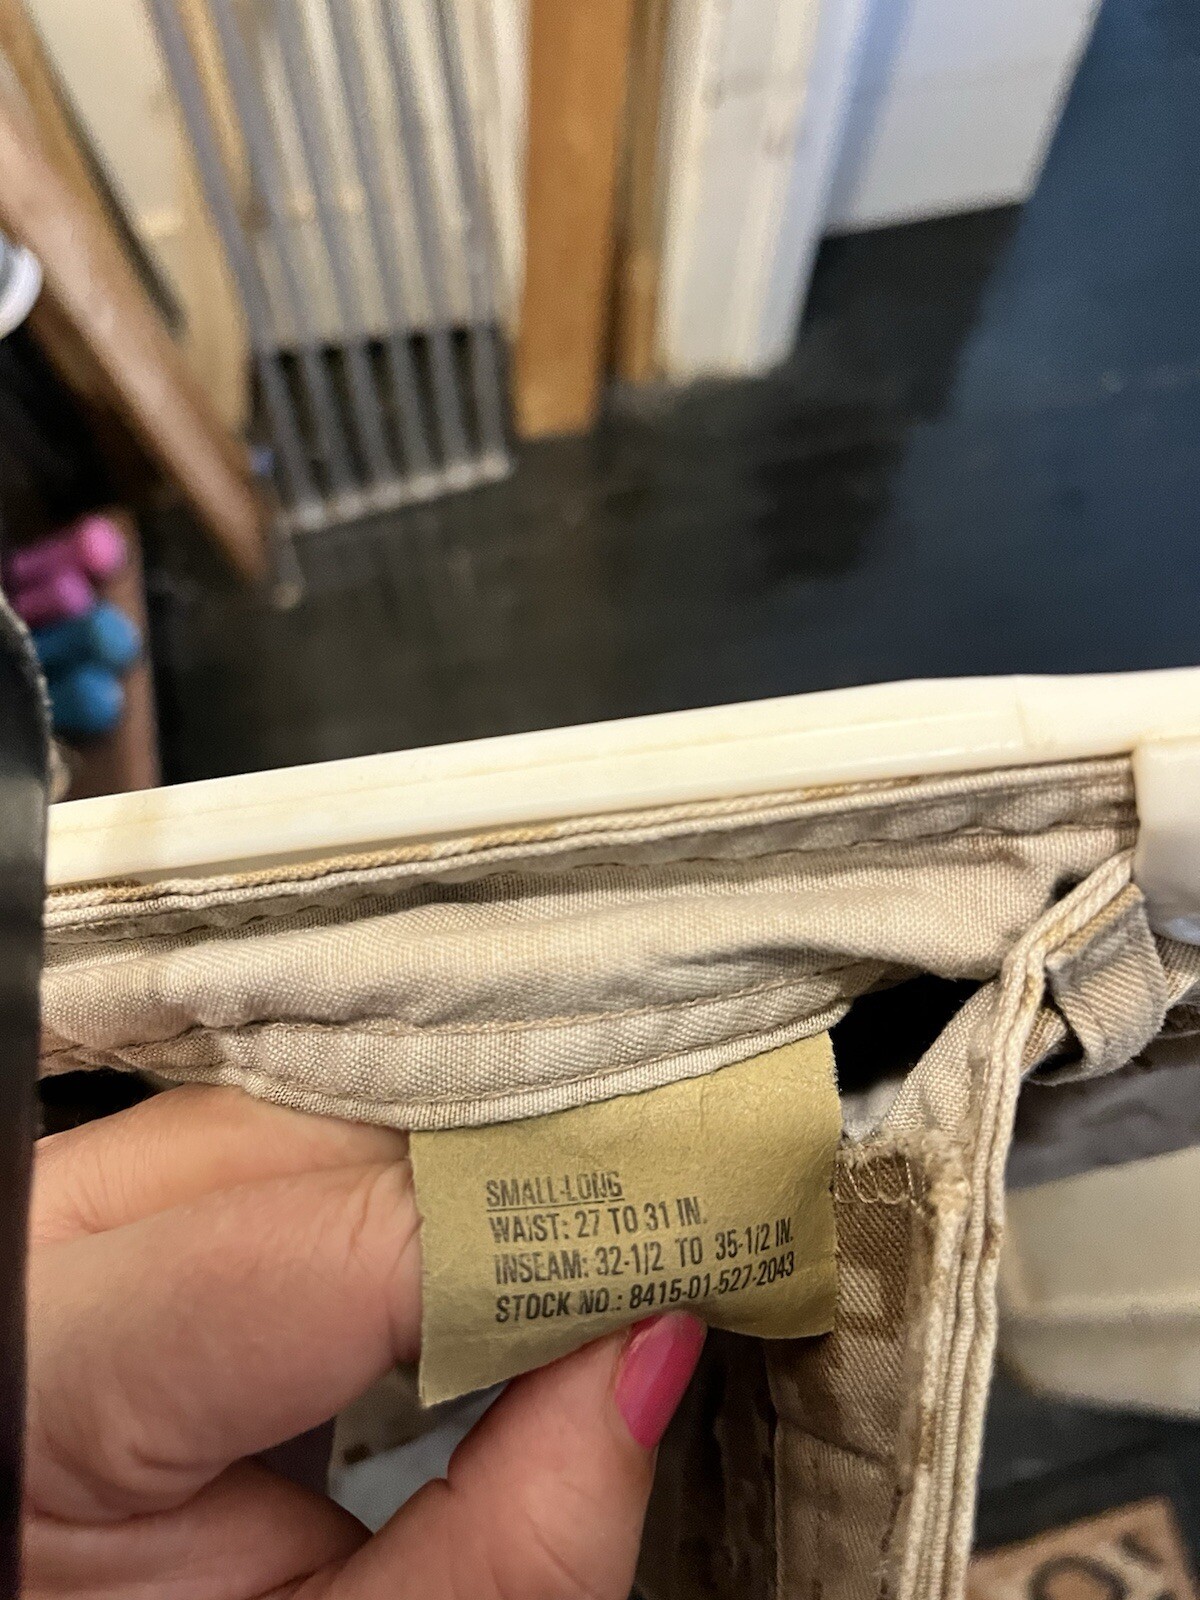 SMALL-LONG
WAIST: 27 TO 31 IN.
INSEAM: 32-1/2 TO 35-1/2 IN.
STOCK NO.: 8415-01-527-2043